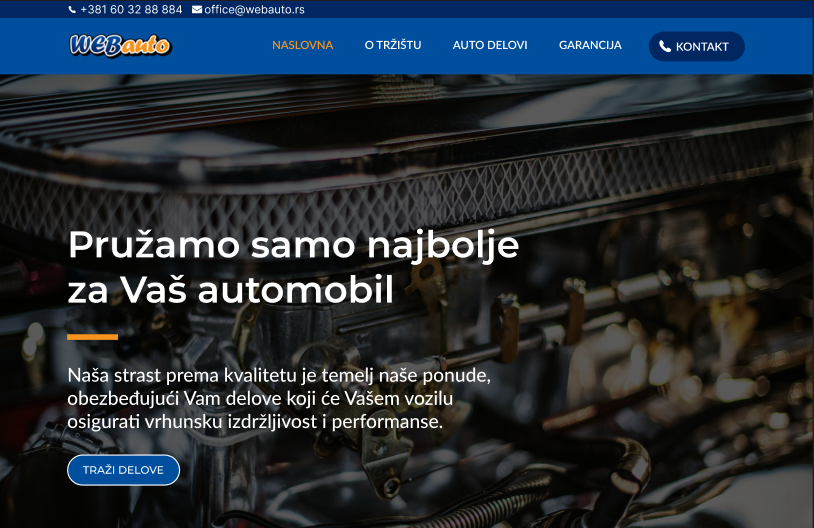 +381 60 32 88 884 office@webauto.rs
WEBauto NASLOVNA O TRŽIŠTU AUTO DELOVI GARANCIJA KONTAKT
Pružamo samo najbolje
za Vaš automobil
Naša strast prema kvalitetu je temelj naše ponude,
obezbeđujući Vam delove koji će Vašem vozilu
osigurati vrhunsku izdržljivost i performanse.
TRAŽI DELOVE